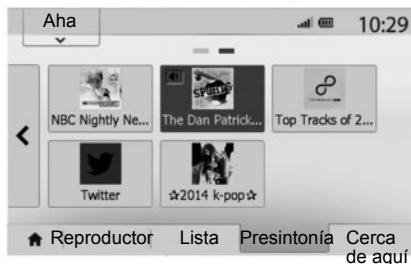 Aha
10:29
NBC Nightly Ne...
The Dan Patrick...
Top Tracks of 2...
Twitter
☆2014 k-pop☆
Reproductor
Lista
Presintonía
Cerca
de aquí